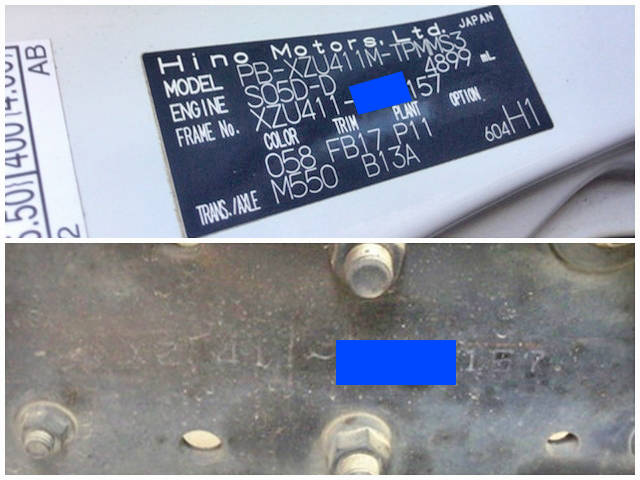 Hino Motors, Ltd. JAPAN
MODEL PB-XZU411M-TPMMS3
ENGINE S05D-D 4899 mL
FRAME No. XZU411- 157
COLOR TRIM PLANT OPTION
058 FB17 P11
TRANS./AXLE M550 B13A
604H1
AB
XZU411- 157